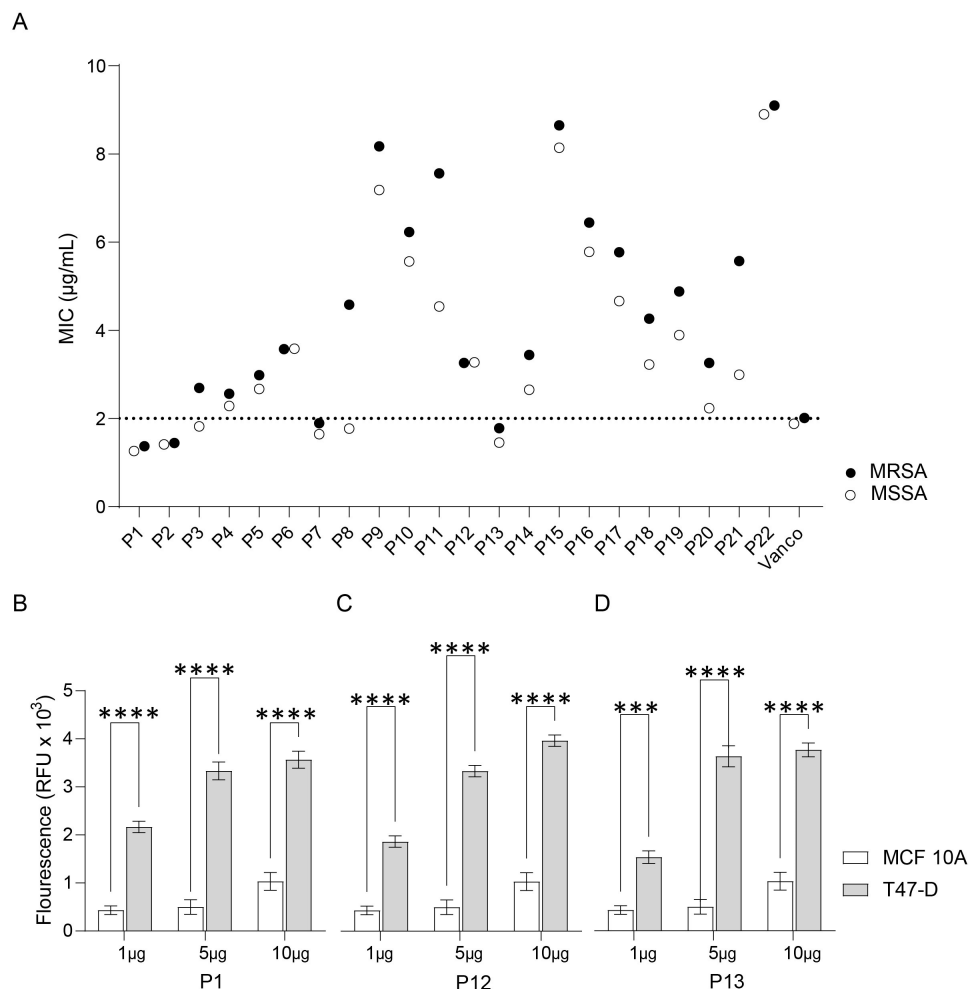 A
10
8
6
4
2
0
MIC (µg/mL)
P1 P2 P3 P4 P5 P6 P7 P8 P9 P10 P11 P12 P13 P14 P15 P16 P17 P18 P19 P20 P21 P22 Vanco
MRSA
MSSA
B C D
**** **** ****
**** **** ****
*** **** ****
5
4
3
2
1
0
Flourescence (RFU x 10³)
MCF 10A
T47-D
1µg 5µg 10µg 1µg 5µg 10µg 1µg 5µg 10µg
P1 P12 P13